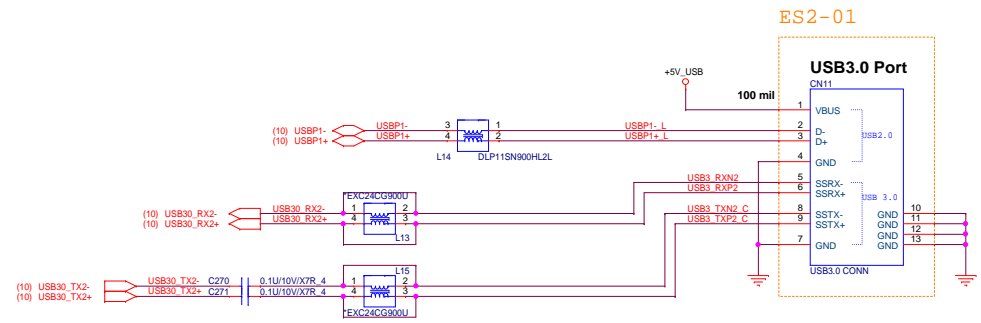 ES2-01
USB3.0 Port
CN11
+5V_USB
100 mil
1 VBUS
USB2.0
(10) USBP1- USBP1- 3 1 USBP1-_L 2 D-
(10) USBP1+ USBP1+ 4 2 USBP1+_L 3 D+
L14 DLP11SN900HL2L
4 GND
USB3_RXN2 5 SSRX-
USB3_RXP2 6 SSRX+
USB 3.0
*EXC24CG900U
(10) USB30_RX2- USB30_RX2- 1 2 USB3_TXN2_C 8 SSTX- GND 10
(10) USB30_RX2+ USB30_RX2+ 4 3 USB3_TXP2_C 9 SSTX+ GND 11
GND 12
L13 7 GND GND 13
USB3.0 CONN
L15
(10) USB30_TX2- USB30_TX2- C270 0.1U/10V/X7R_4 1 2
(10) USB30_TX2+ USB30_TX2+ C271 0.1U/10V/X7R_4 4 3
*EXC24CG900U